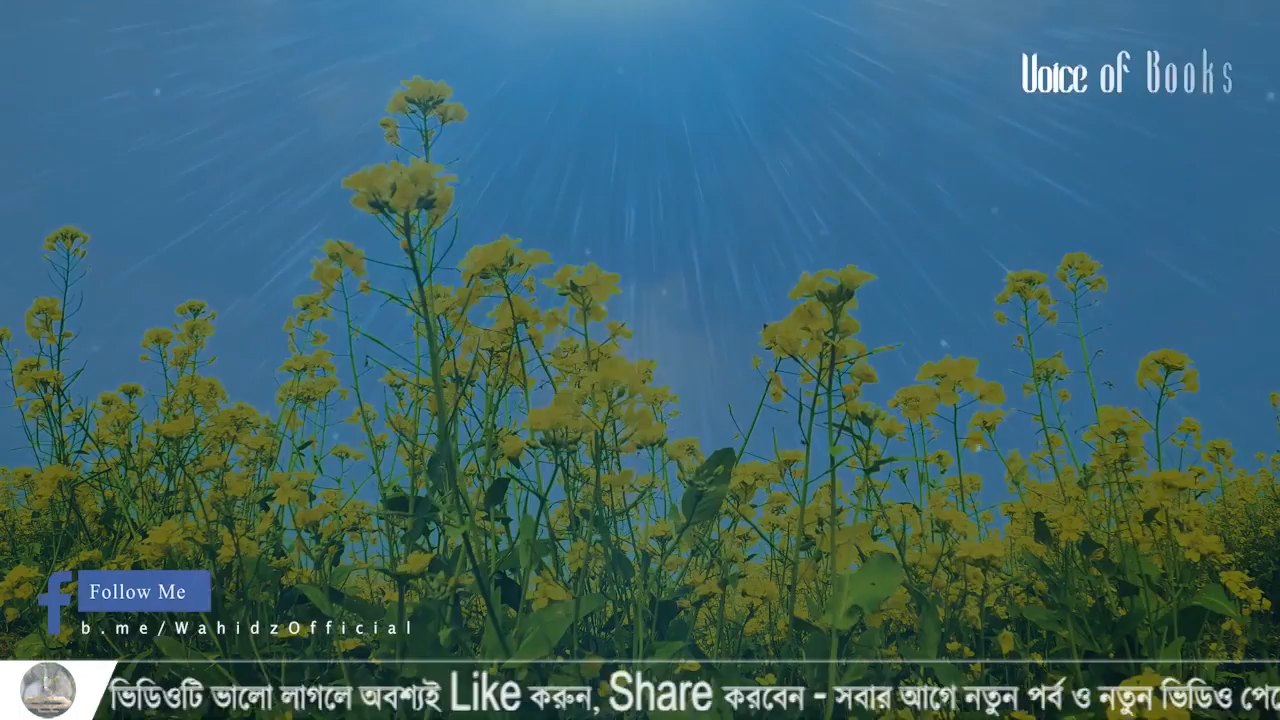 Voice of Books
Follow Me
b.me/WahidzOfficial
ভিডিওটি ভালো লাগলে অবশ্যই Like করুন, Share করবেন - সবার আগে নতুন পর্ব ও নতুন ভিডিও পেতে